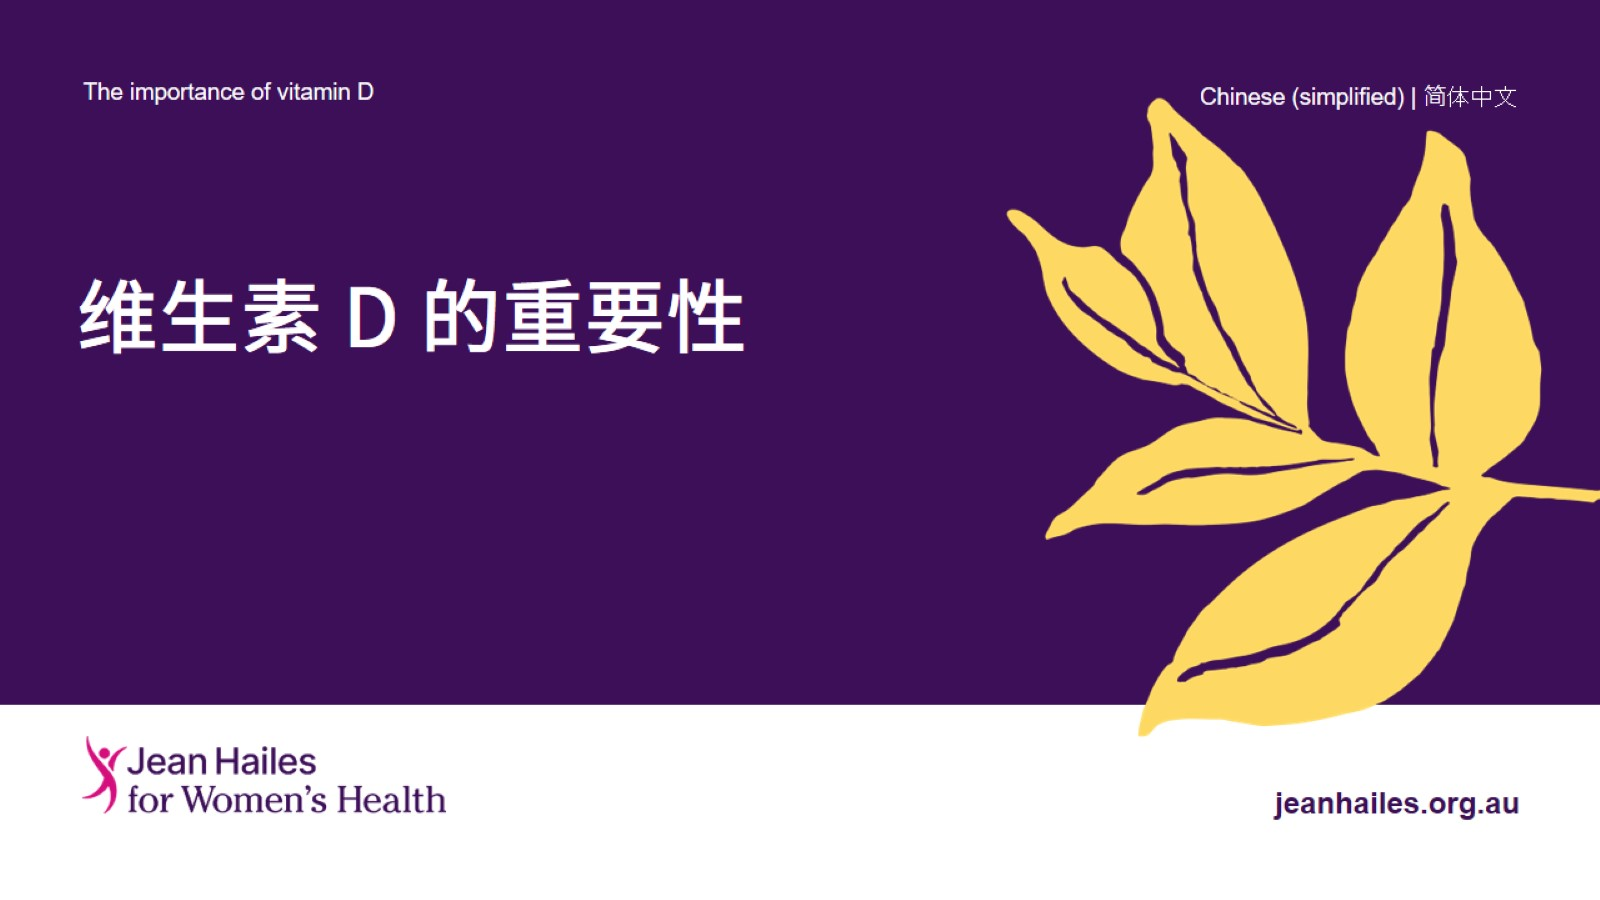 The importance of vitamin D
Chinese (simplified) | 简体中文
维生素 D 的重要性
Jean Hailes
for Women's Health
jeanhailes.org.au